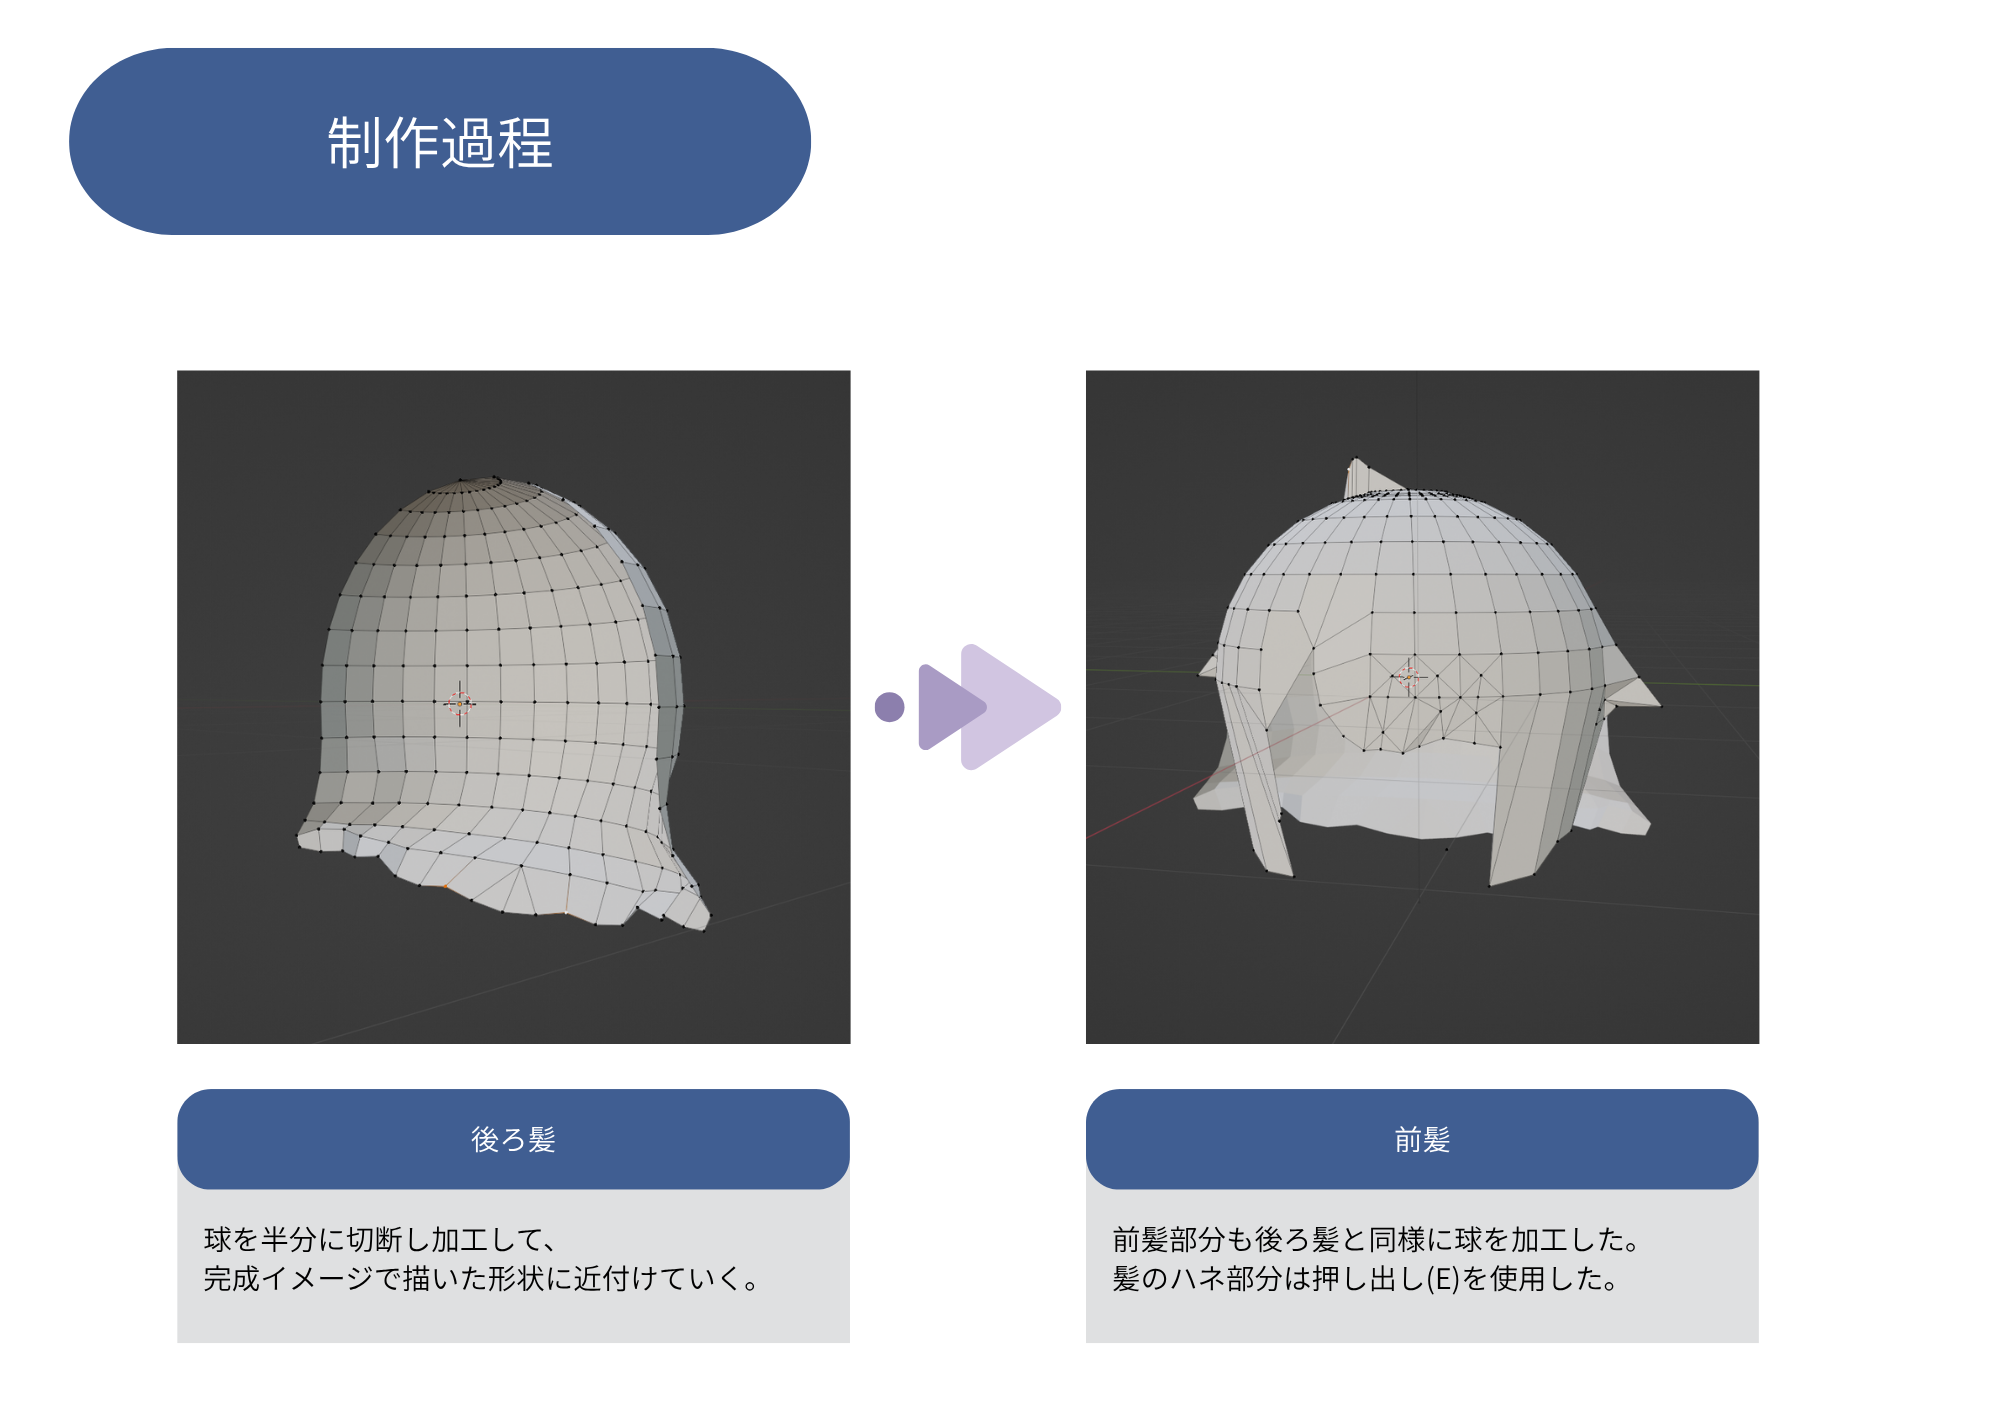 制作過程
後ろ髪
球を半分に切断し加工して、
完成イメージで描いた形状に近付けていく。
前髪
前髪部分も後ろ髪と同様に球を加工した。
髪のハネ部分は押し出し(E)を使用した。